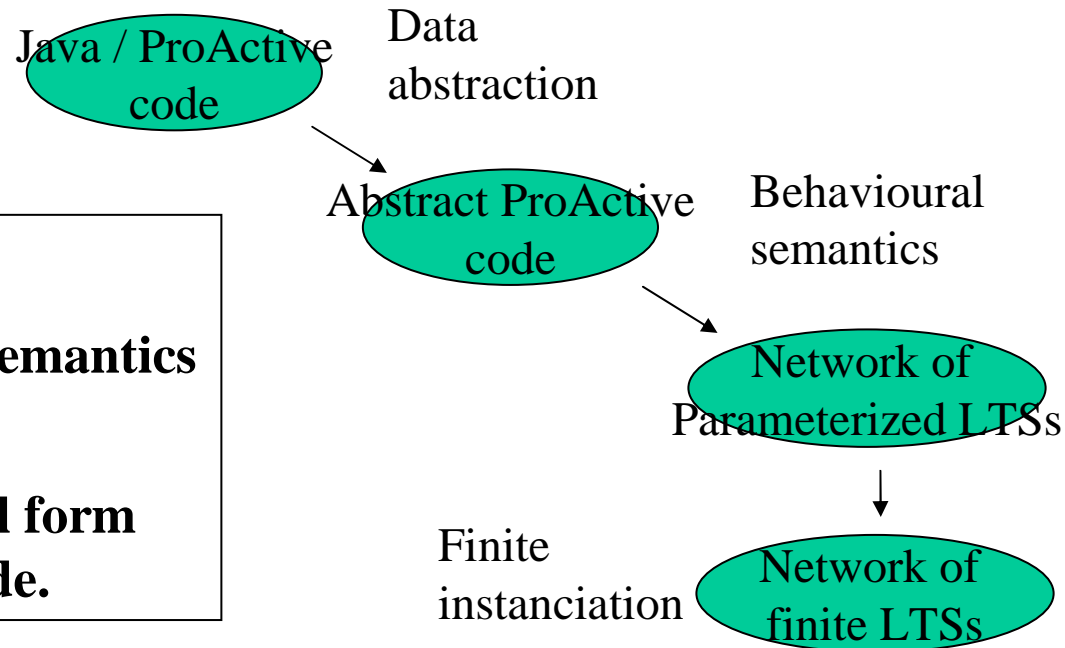 Java / ProActive
code
Data
abstraction
Abstract ProActive
code
Behavioural
semantics
emantics
l form
de.
Network of
Parameterized LTSs
Finite
instanciation
Network of
finite LTSs